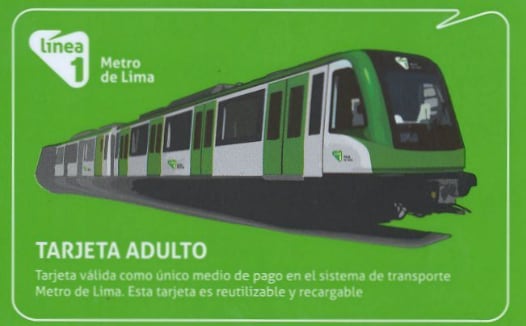 línea
1
Metro
de Lima
TARJETA ADULTO
Tarjeta válida como único medio de pago en el sistema de transporte
Metro de Lima. Esta tarjeta es reutilizable y recargable